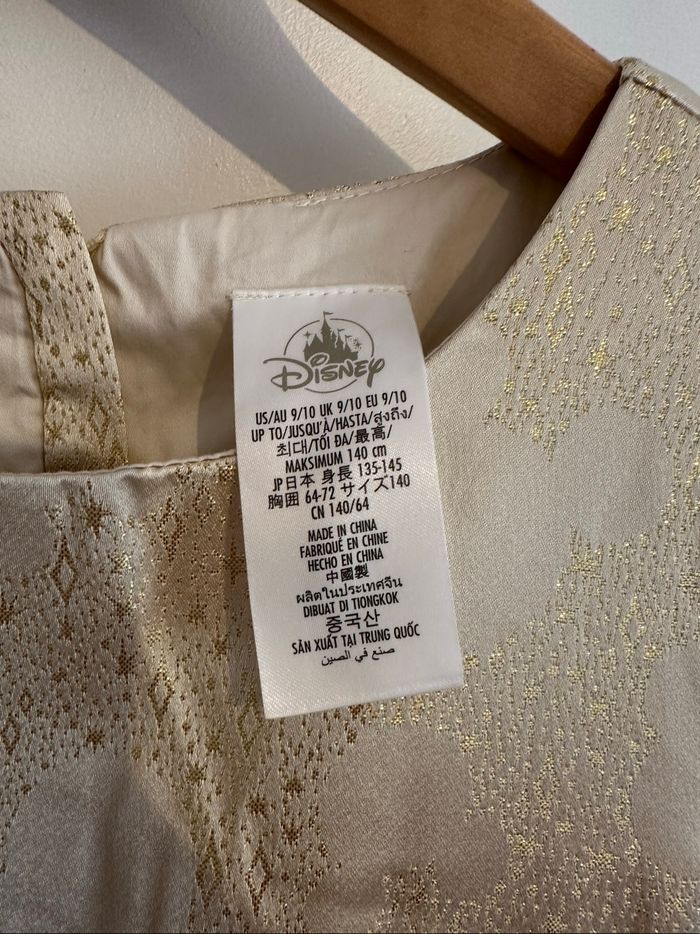 Disney
US/AU 9/10 UK 9/10 EU 9/10
UP TO/JUSQU'À/HASTA/สูงถึง/
최대/TỐI ĐA/最高/
MAKSIMUM 140 cm
JP日本 身長 135-145
胸囲 64-72 サイズ140
CN 140/64
MADE IN CHINA
FABRIQUÉ EN CHINE
HECHO EN CHINA
中國製
ผลิตในประเทศจีน
DIBUAT DI TIONGKOK
중국산
SẢN XUẤT TẠI TRUNG QUỐC
صنع في الصين